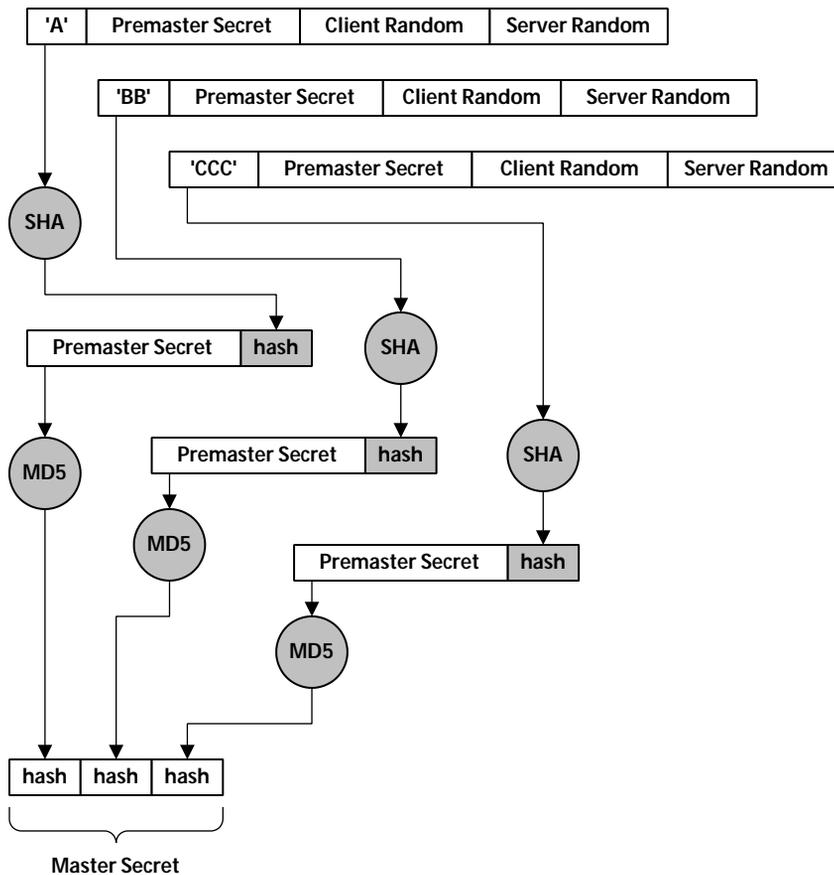 'A' Premaster Secret Client Random Server Random
'BB' Premaster Secret Client Random Server Random
'CCC' Premaster Secret Client Random Server Random
SHA
Premaster Secret hash
SHA
Premaster Secret hash
SHA
MD5
MD5
Premaster Secret hash
MD5
hash hash hash
Master Secret